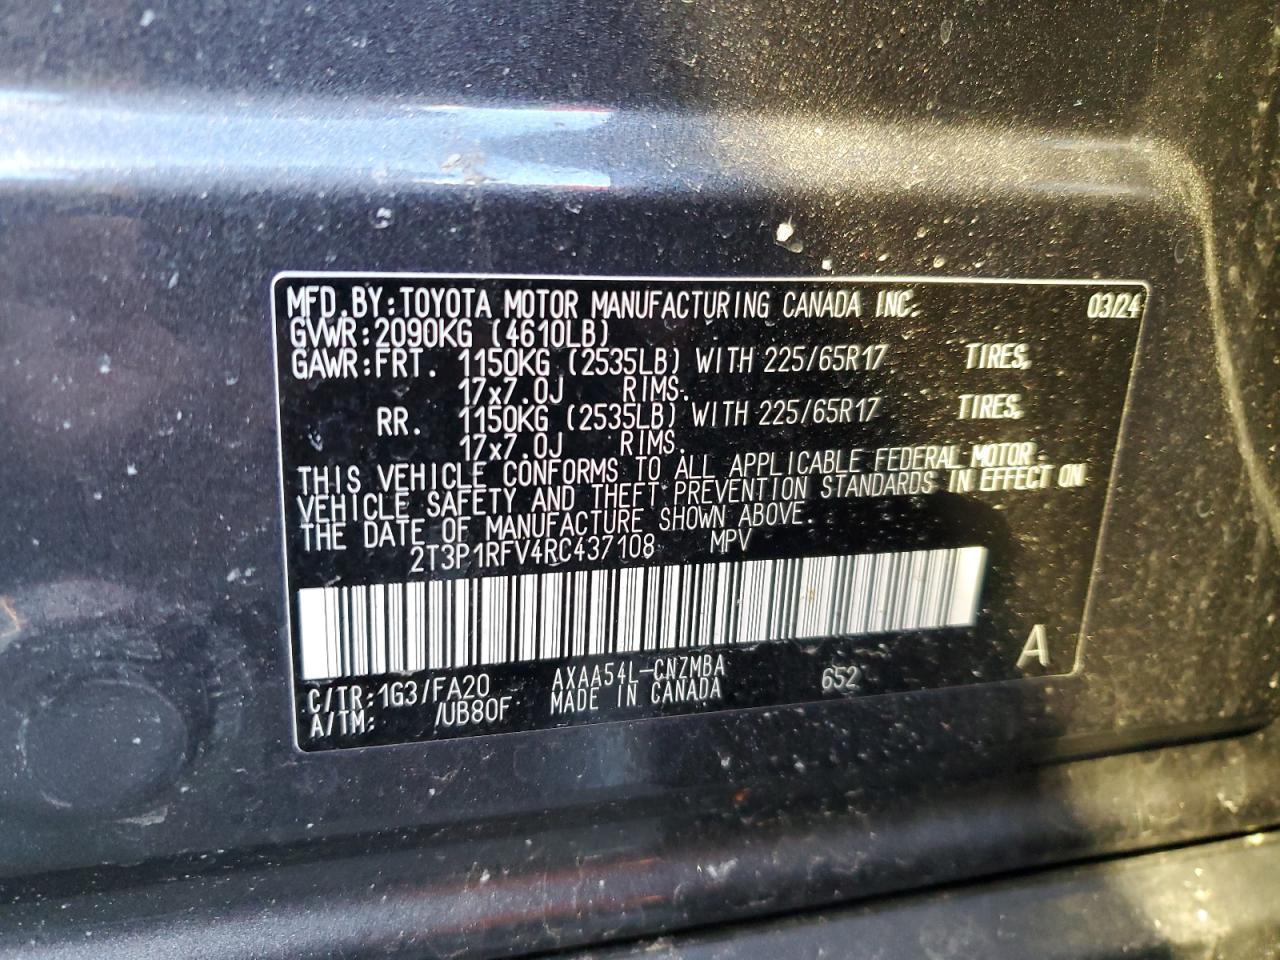 MFD.BY:TOYOTA MOTOR MANUFACTURING CANADA INC. 03/24
GVWR:2090KG (4610LB)
GAWR:FRT. 1150KG (2535LB) WITH 225/65R17 TIRES,
17x7.0J RIMS.
RR. 1150KG (2535LB) WITH 225/65R17 TIRES,
17x7.0J RIMS.
THIS VEHICLE CONFORMS TO ALL APPLICABLE FEDERAL MOTOR
VEHICLE SAFETY AND THEFT PREVENTION STANDARDS IN EFFECT ON
THE DATE OF MANUFACTURE SHOWN ABOVE.
2T3P1RFV4RC437108 MPV
A
C/TR:1G3/FA20 AXAA54L-CNZMBA 652
A/TM: /UB80F MADE IN CANADA